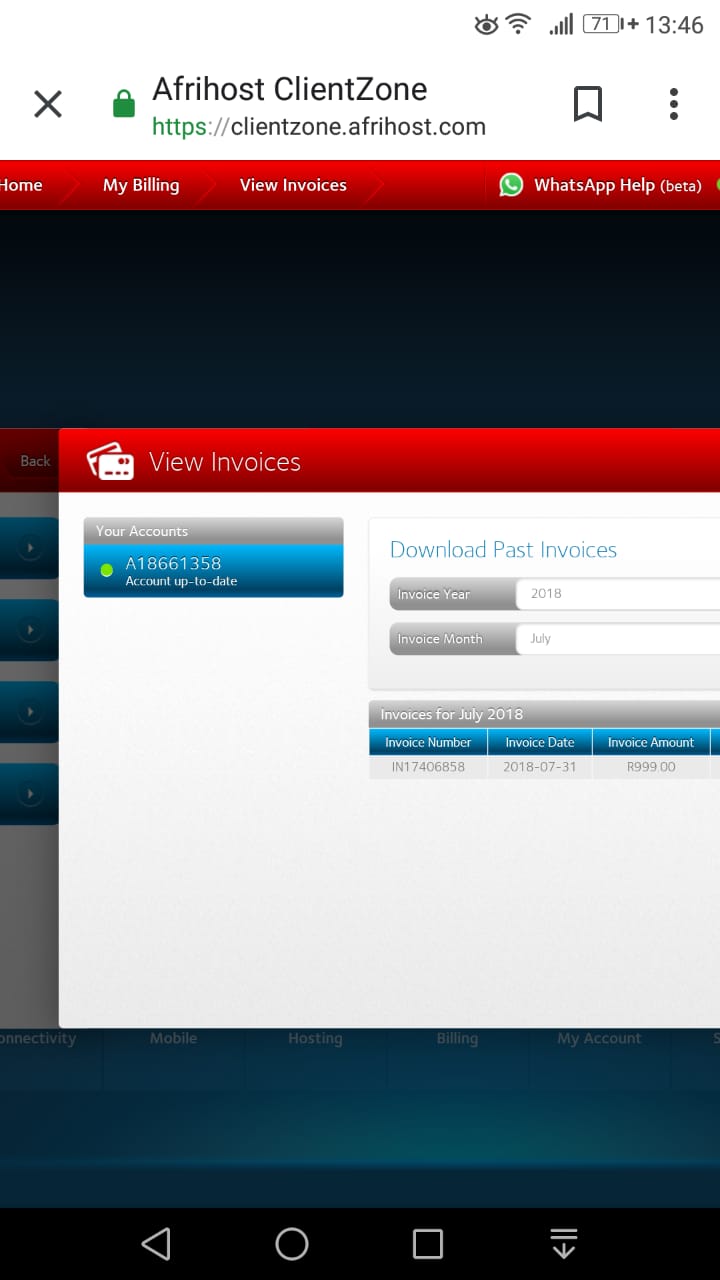 71 13:46
Afrihost ClientZone
https://clientzone.afrihost.com
Home My Billing View Invoices WhatsApp Help (beta)
Back
View Invoices
Your Accounts
A18661358
Account up-to-date
Download Past Invoices
Invoice Year 2018
Invoice Month July
Invoices for July 2018
Invoice Number Invoice Date Invoice Amount
IN17406858 2018-07-31 R999.00
onnectivity Mobile Hosting Billing My Account S